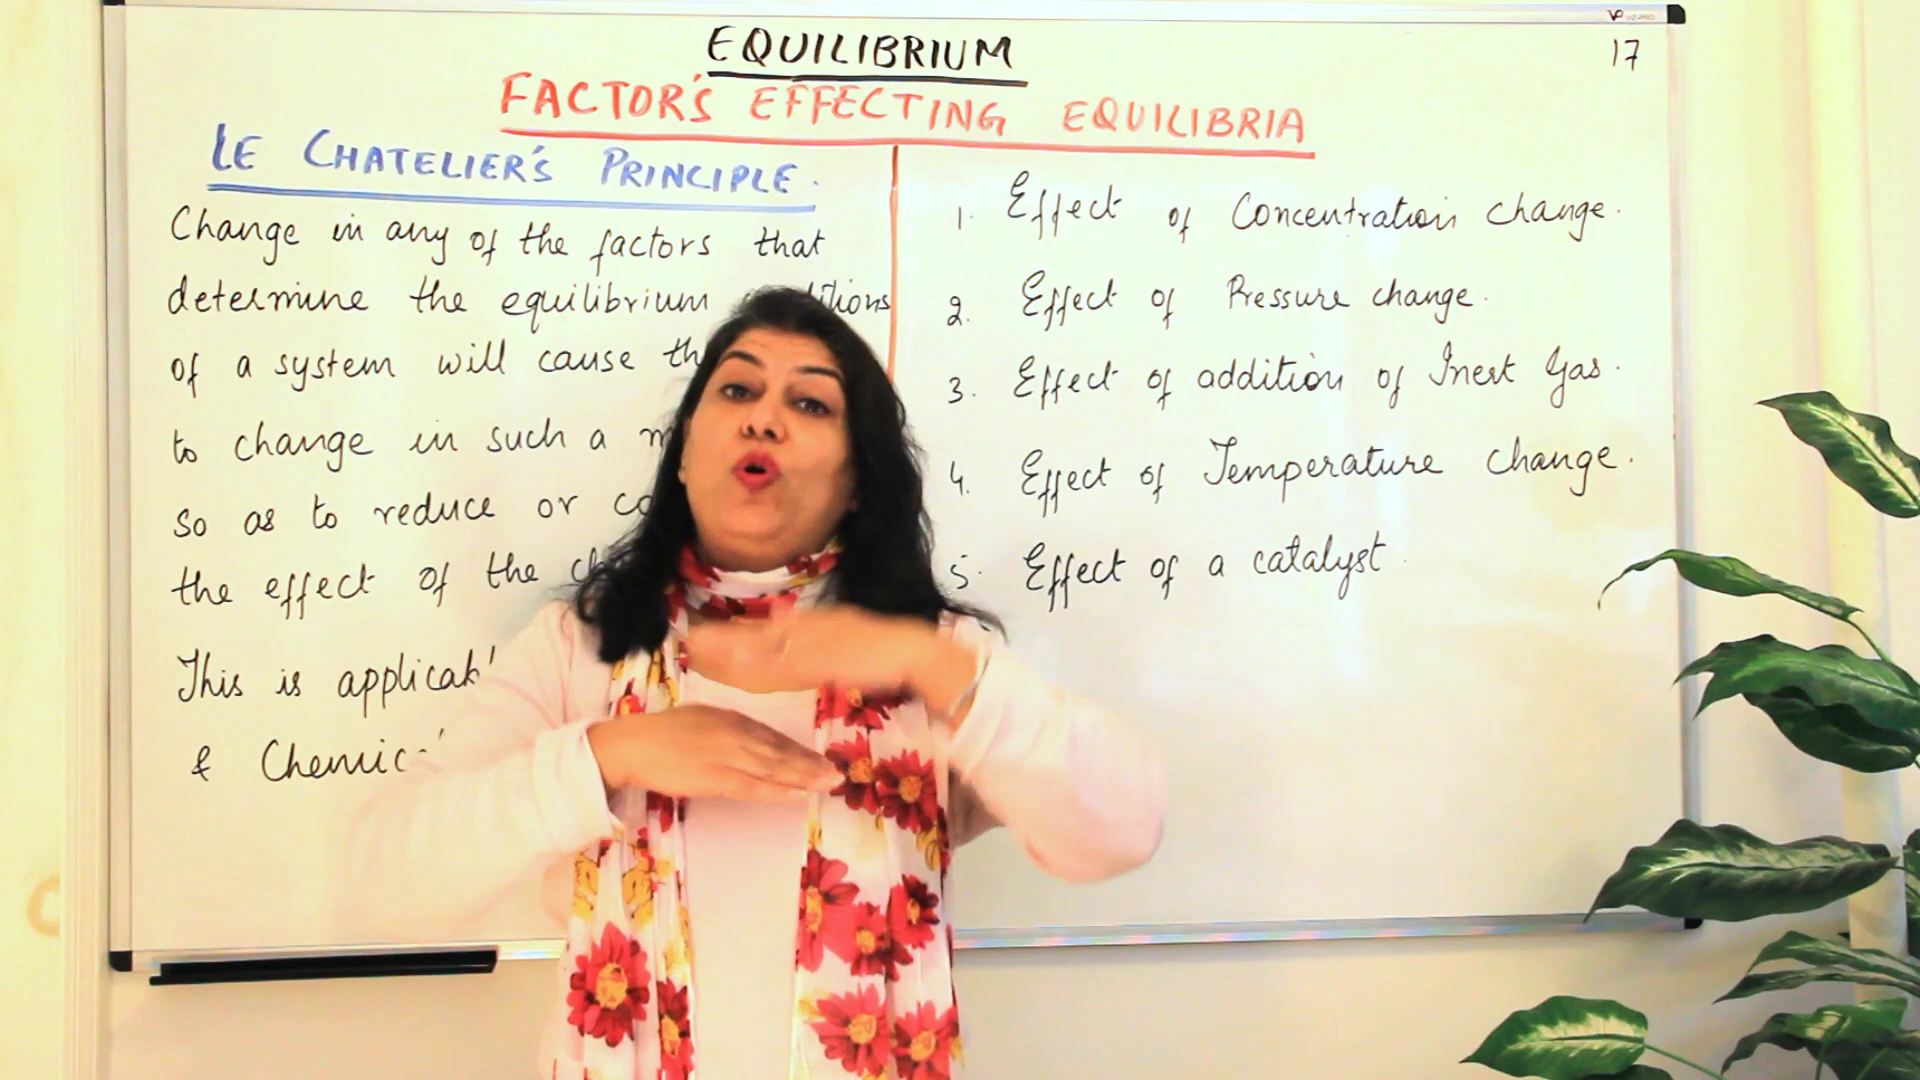 EQUILIBRIUM
17
FACTOR'S EFFECTING EQUILIBRIA
LE CHATELIER'S PRINCIPLE.
Change in any of the factors that
determine the equilibrium
of a system will cause
to change in such a
so as to reduce or
the effect of the
This is
& 
1. Effect of Concentration change.
2. Effect of Pressure change.
3. Effect of addition of Inert Gas.
4. Effect of Temperature change.
5. Effect of a catalyst.